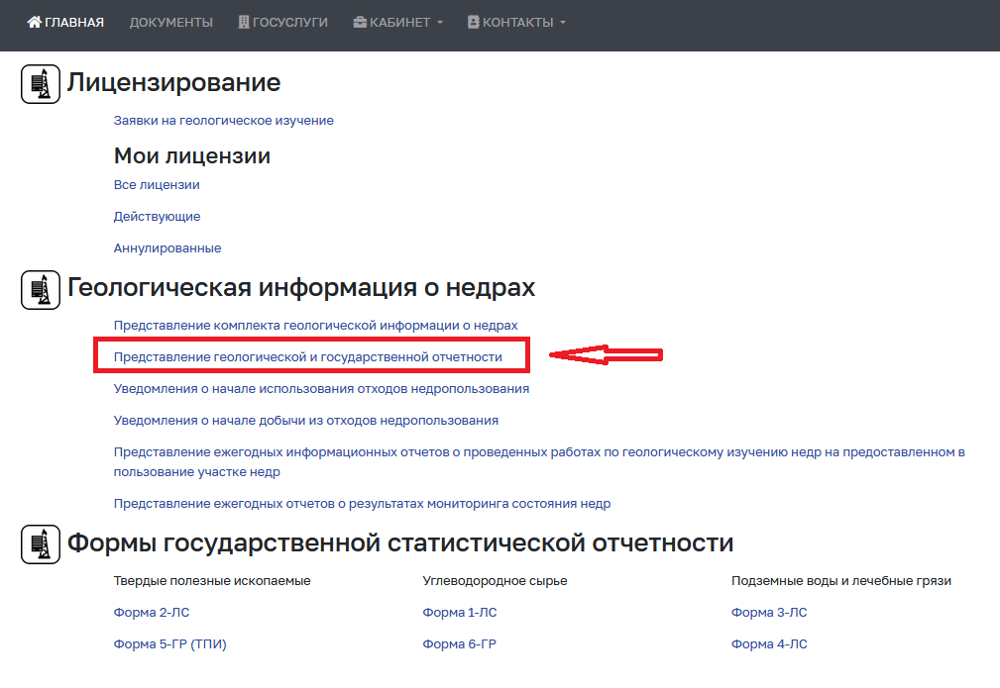 ГЛАВНАЯ ДОКУМЕНТЫ ГОСУСЛУГИ КАБИНЕТ КОНТАКТЫ
Лицензирование
Заявки на геологическое изучение
Мои лицензии
Все лицензии
Действующие
Аннулированные
Геологическая информация о недрах
Представление комплекта геологической информации о недрах
Представление геологической и государственной отчетности
Уведомления о начале использования отходов недропользования
Уведомления о начале добычи из отходов недропользования
Представление ежегодных информационных отчетов о проведенных работах по геологическому изучению недр на предоставленном в
пользование участке недр
Представление ежегодных отчетов о результатах мониторинга состояния недр
Формы государственной статистической отчетности
Твердые полезные ископаемые Углеводородное сырье Подземные воды и лечебные грязи
Форма 2-ЛС Форма 1-ЛС Форма 3-ЛС
Форма 5-ГР (ТПИ) Форма 6-ГР Форма 4-ЛС